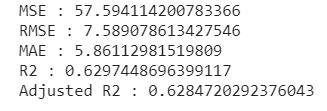 MSE : 57.594114200783366
RMSE : 7.589078613427546
MAE : 5.86112981519809
R2 : 0.6297448696399117
Adjusted R2 : 0.6284720292376043